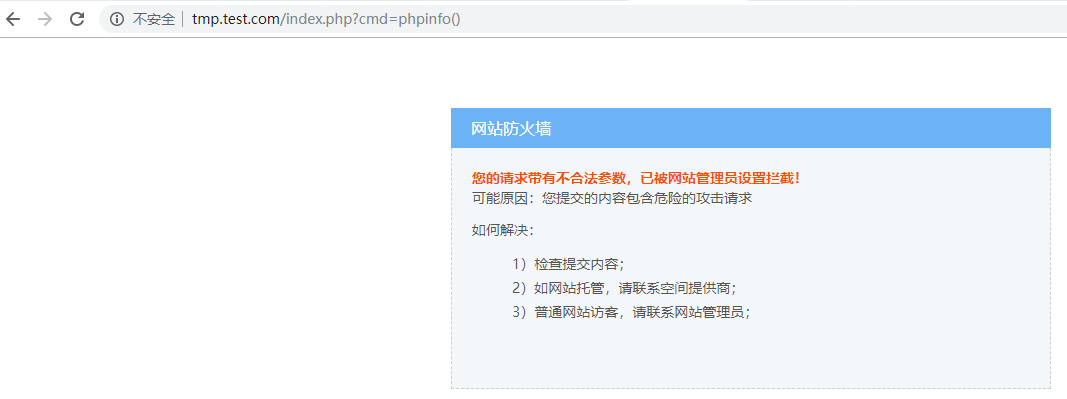 不安全 | tmp.test.com/index.php?cmd=phpinfo()
网站防火墙
您的请求带有不合法参数，已被网站管理员设置拦截！
可能原因：您提交的内容包含危险的攻击请求
如何解决：
1）检查提交内容；
2）如网站托管，请联系空间提供商；
3）普通网站访客，请联系网站管理员；